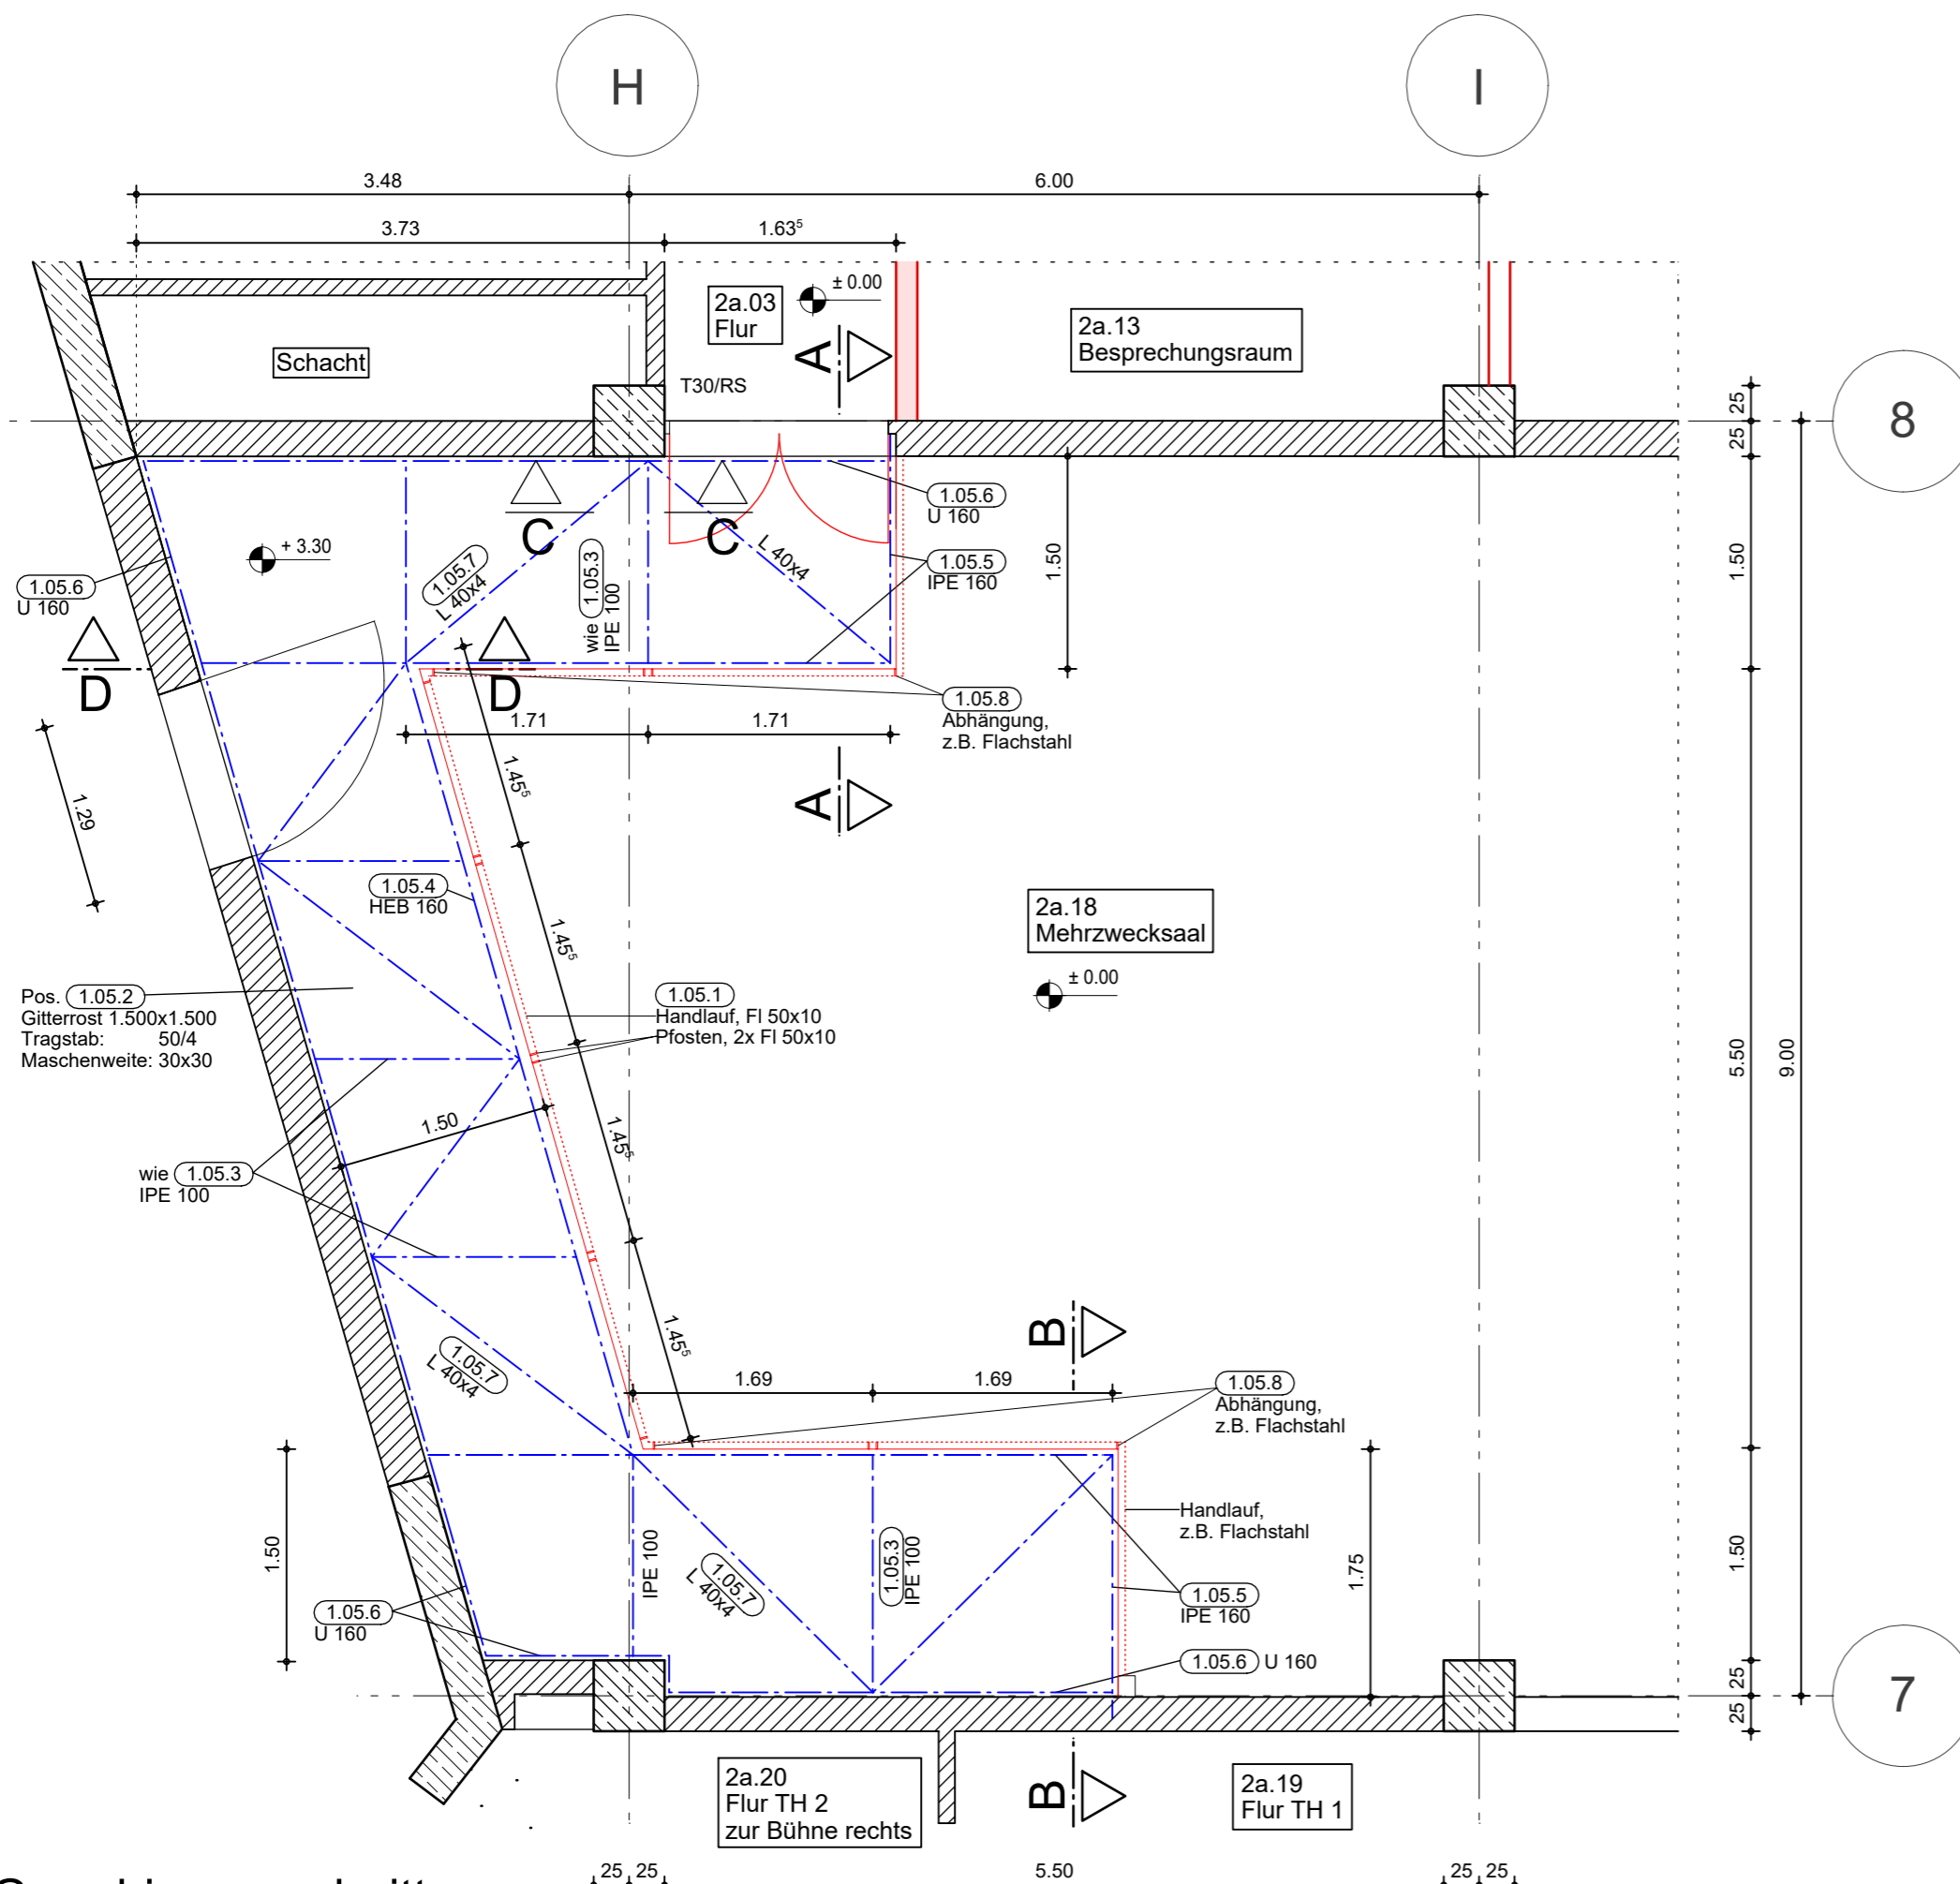 H
I
3.48
6.00
3.73
1.63⁵
2a.03
Flur
± 0.00
2a.13
Besprechungsraum
Schacht
A
T30/RS
25
25
8
1.05.6
U 160
C
C
+ 3.30
1.05.7
L 40x4
wie 1.05.3
IPE 100
L 40x4
1.05.5
IPE 160
1.50
1.50
1.05.6
U 160
D
D
1.05.8
Abhängung,
z.B. Flachstahl
1.71
1.71
1.45⁵
A
1.29
1.05.4
HEB 160
1.45⁵
2a.18
Mehrzwecksaal
± 0.00
Pos. 1.05.2
Gitterrost 1.500x1.500
Tragstab: 50/4
Maschenweite: 30x30
1.05.1
Handlauf, Fl 50x10
Pfosten, 2x Fl 50x10
5.50
9.00
1.50
1.45⁵
wie 1.05.3
IPE 100
1.45⁵
B
1.05.7
L 40x4
1.69
1.69
1.05.8
Abhängung,
z.B. Flachstahl
Handlauf,
z.B. Flachstahl
1.50
IPE 100
1.05.7
L 40x4
1.05.3
IPE 100
1.75
1.50
1.05.5
IPE 160
1.05.6
U 160
1.05.6 U 160
25
25
7
2a.20
Flur TH 2
zur Bühne rechts
B
2a.19
Flur TH 1
25 25
5.50
25 25